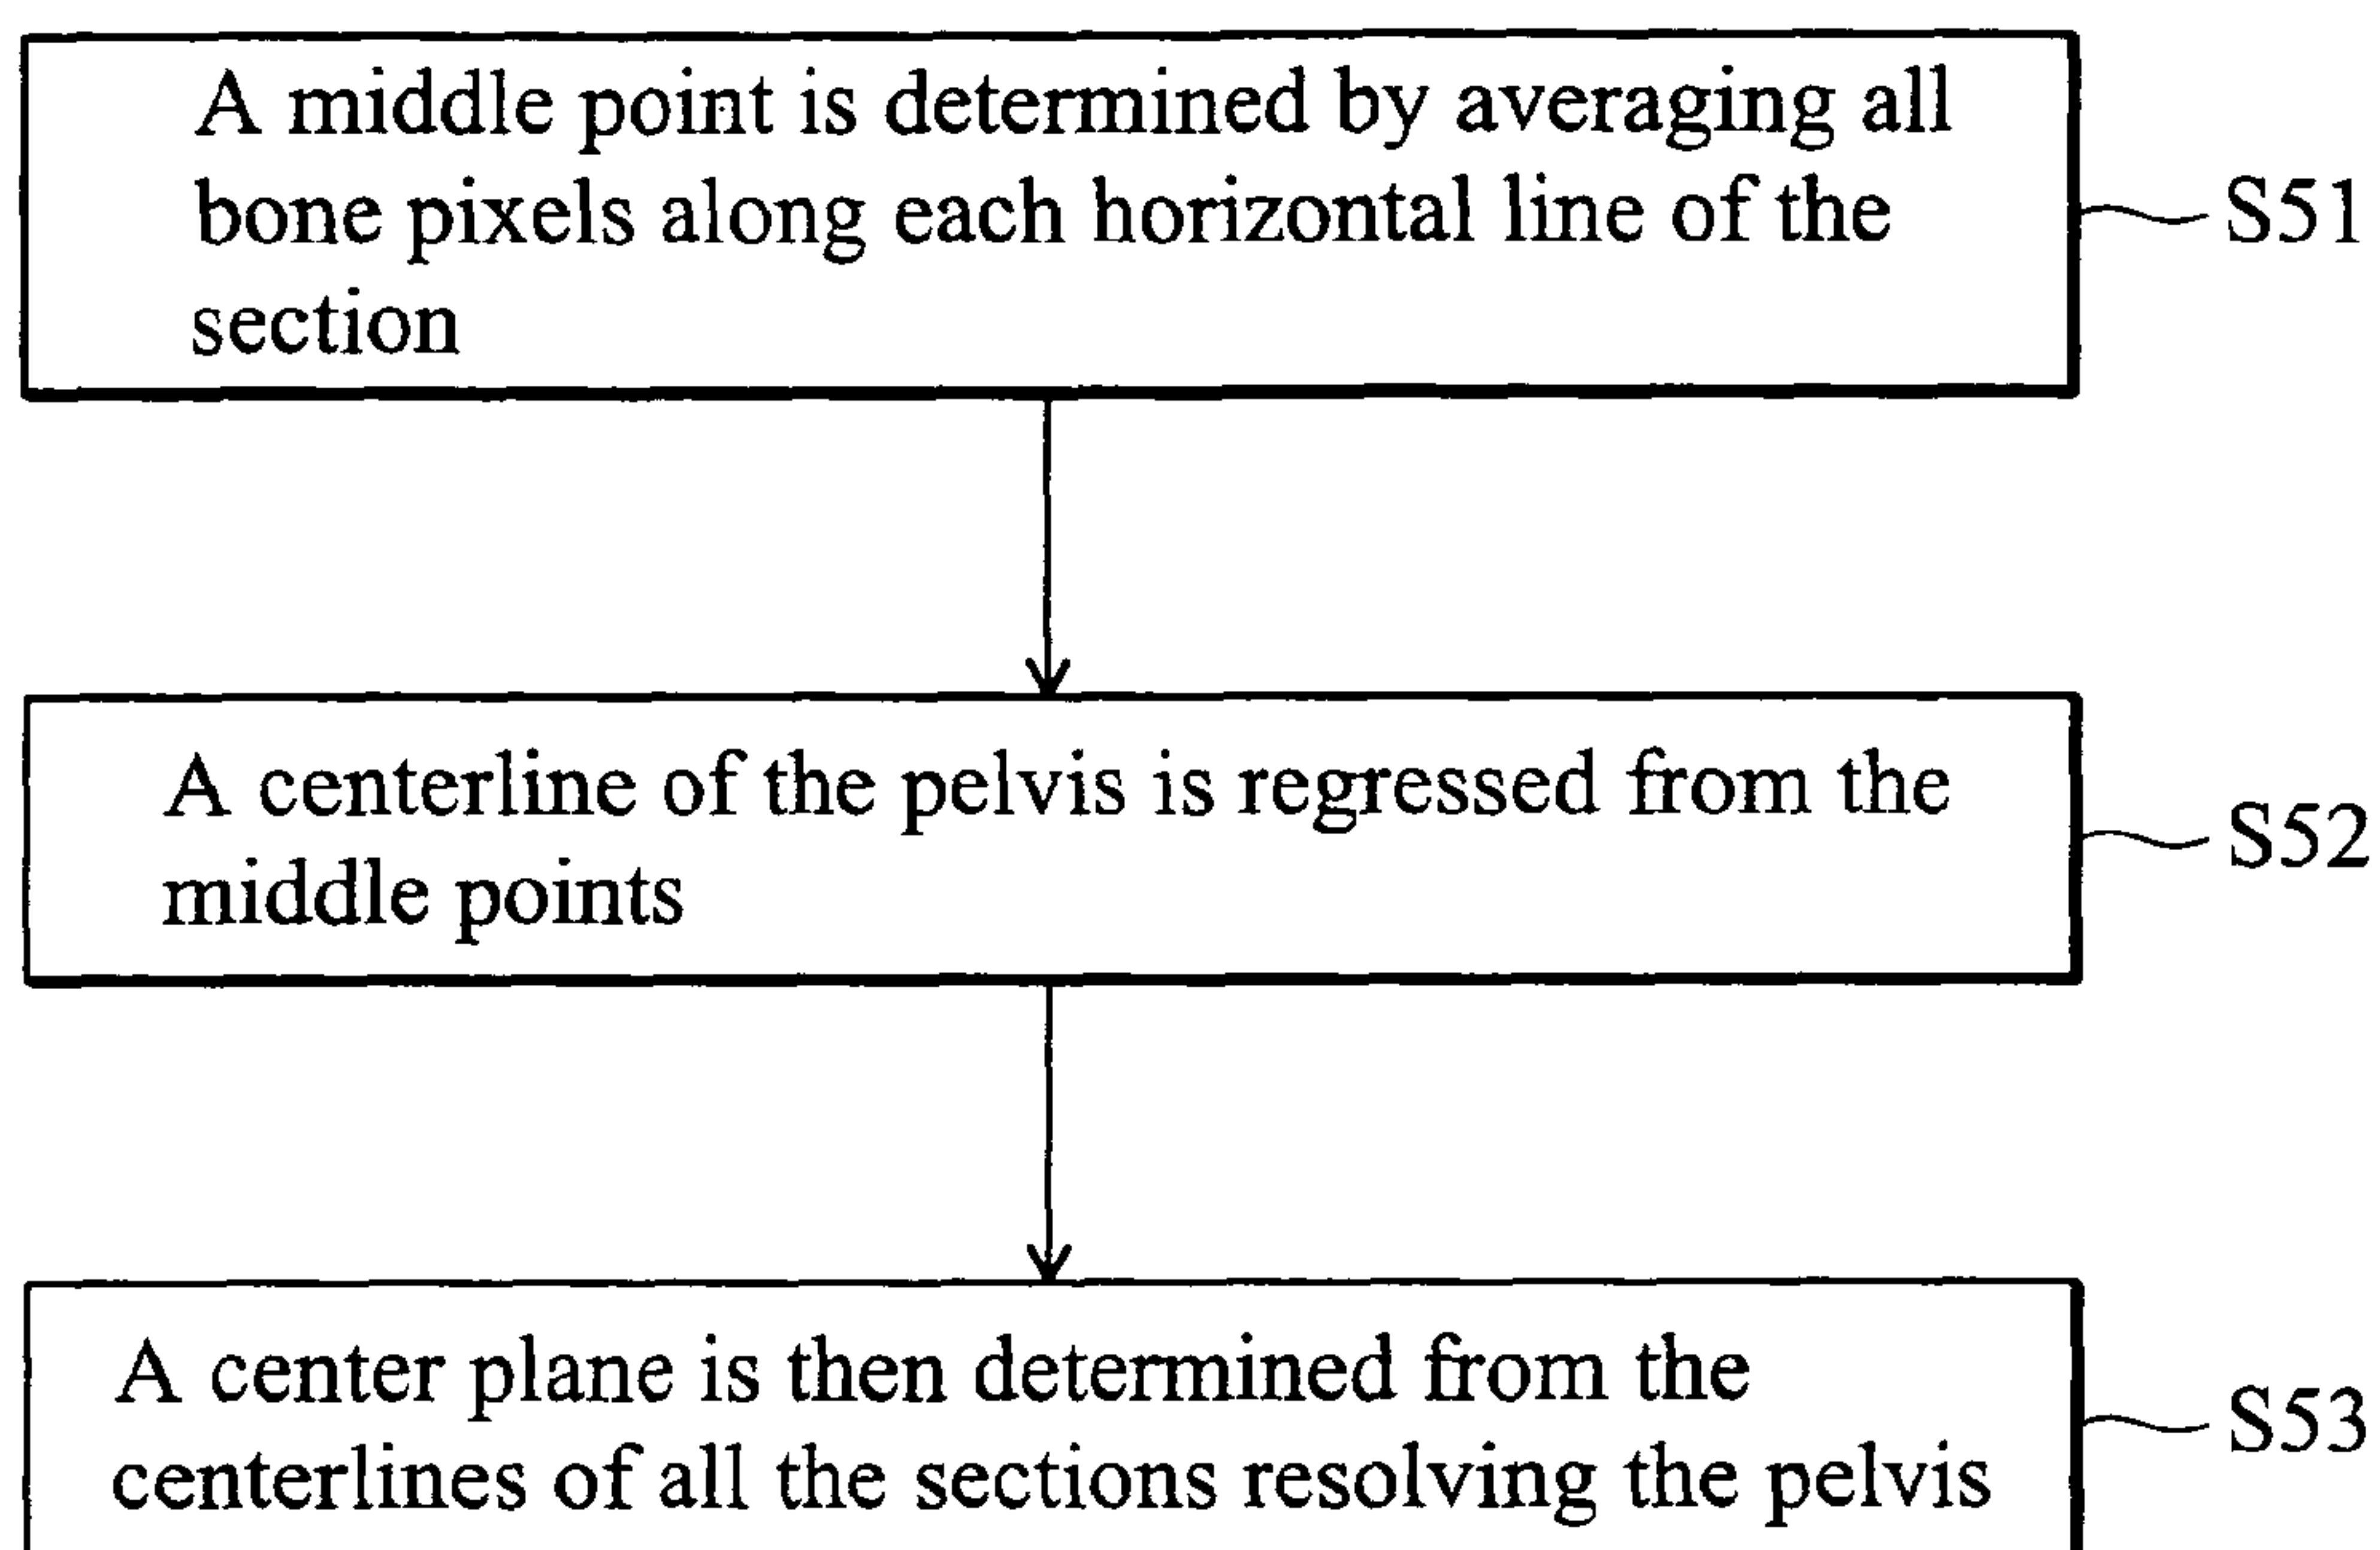 A middle point is determined by averaging all
bone pixels along each horizontal line of the
section
S51
A centerline of the pelvis is regressed from the
middle points
S52
A center plane is then determined from the
centerlines of all the sections resolving the pelvis
S53